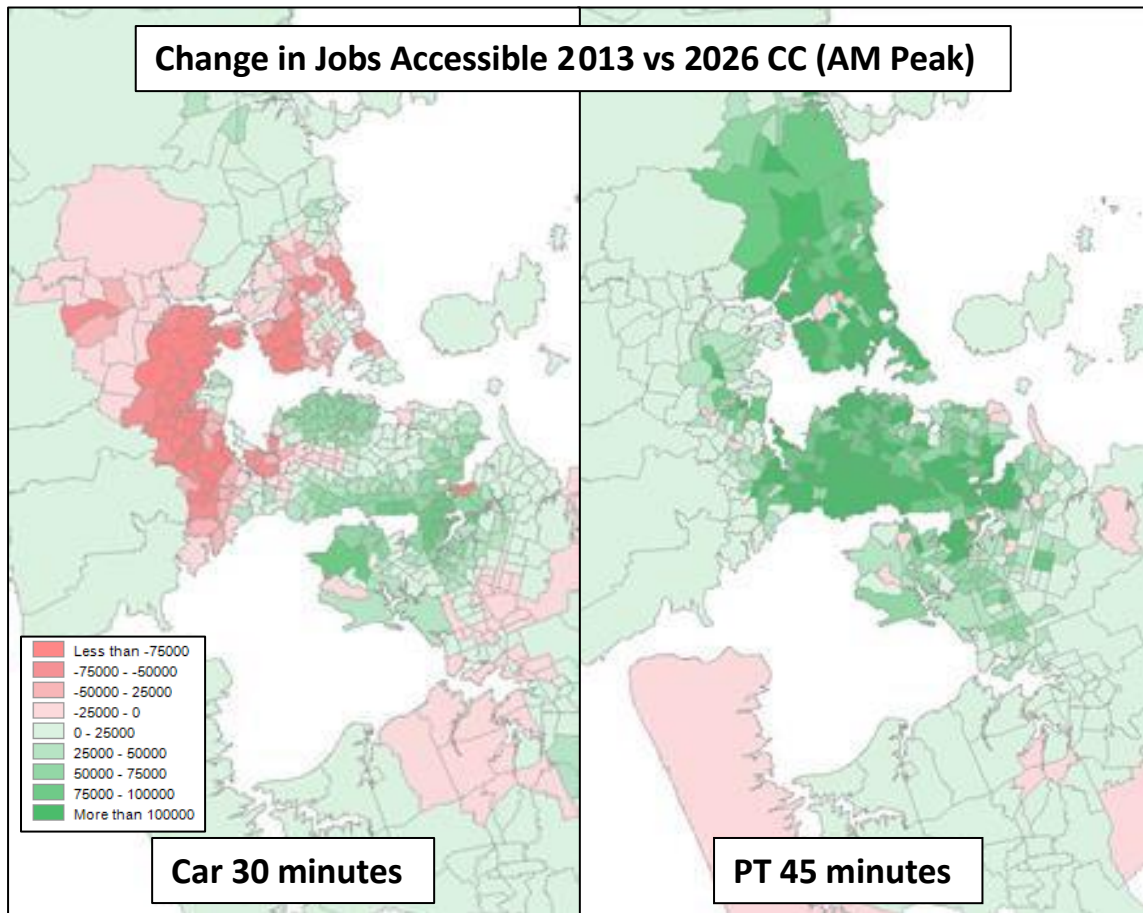 Change in Jobs Accessible 2013 vs 2026 CC (AM Peak)
Less than -75000
-75000 - -50000
-50000 - 25000
-25000 - 0
0 - 25000
25000 - 50000
50000 - 75000
75000 - 100000
More than 100000
Car 30 minutes
PT 45 minutes